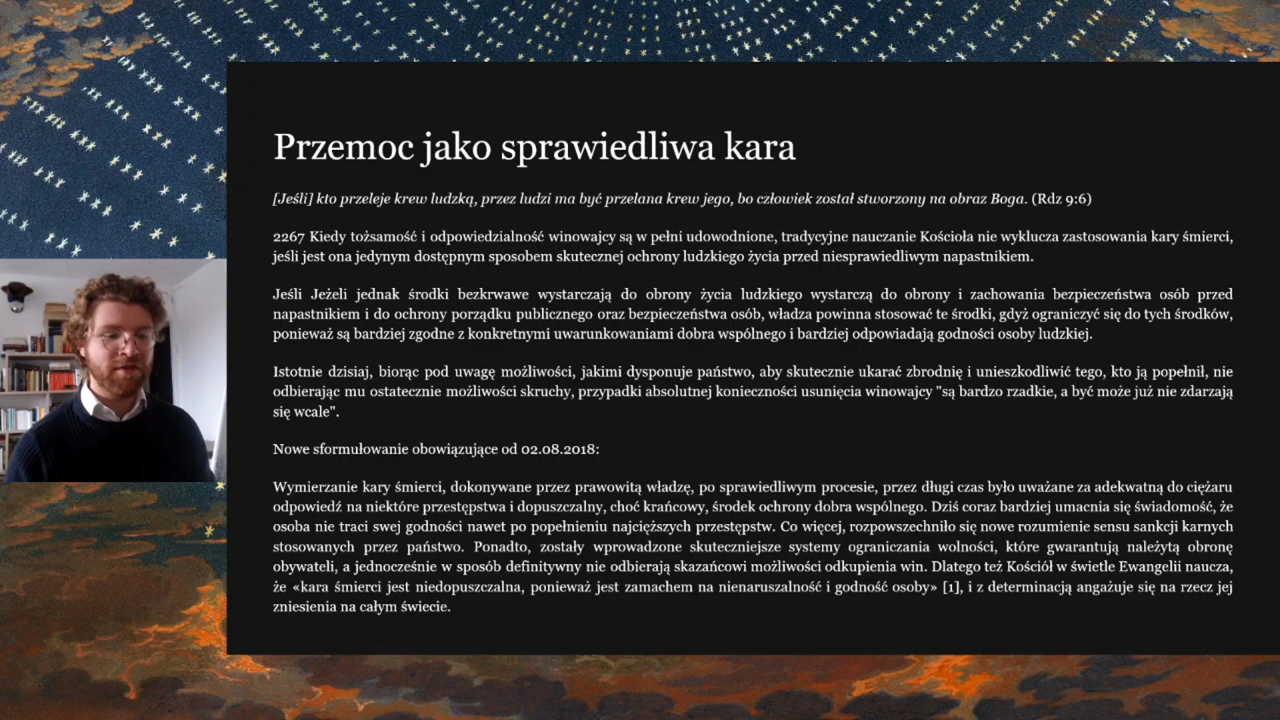 Przemoc jako sprawiedliwa kara
[Jeśli] kto przeleje krew ludzką, przez ludzi ma być przelana krew jego, bo człowiek został stworzony na obraz Boga. (Rdz 9:6)
2267 Kiedy tożsamość i odpowiedzialność winowajcy są w pełni udowodnione, tradycyjne nauczanie Kościoła nie wyklucza zastosowania kary śmierci,
jeśli jest ona jedynym dostępnym sposobem skutecznej ochrony ludzkiego życia przed niesprawiedliwym napastnikiem.
Jeśli Jeżeli jednak środki bezkrwawe wystarczają do obrony życia ludzkiego wystarczą do obrony i zachowania bezpieczeństwa osób przed
napastnikiem i do ochrony porządku publicznego oraz bezpieczeństwa osób, władza powinna stosować te środki, gdyż ograniczyć się do tych środków,
ponieważ są bardziej zgodne z konkretnymi uwarunkowaniami dobra wspólnego i bardziej odpowiadają godności osoby ludzkiej.
Istotnie dzisiaj, biorąc pod uwagę możliwości, jakimi dysponuje państwo, aby skutecznie ukarać zbrodnię i unieszkodliwić tego, kto ją popełnił, nie
odbierając mu ostatecznie możliwości skruchy, przypadki absolutnej konieczności usunięcia winowajcy "są bardzo rzadkie, a być może już nie zdarzają
się wcale".
Nowe sformułowanie obowiązujące od 02.08.2018:
Wymierzanie kary śmierci, dokonywane przez prawowitą władzę, po sprawiedliwym procesie, przez długi czas było uważane za adekwatną do ciężaru
odpowiedź na niektóre przestępstwa i dopuszczalny, choć krańcowy, środek ochrony dobra wspólnego. Dziś coraz bardziej umacnia się świadomość, że
osoba nie traci swej godności nawet po popełnieniu najcięższych przestępstw. Co więcej, rozpowszechniło się nowe rozumienie sensu sankcji karnych
stosowanych przez państwo. Ponadto, zostały wprowadzone skuteczniejsze systemy ograniczania wolności, które gwarantują należytą obronę
obywateli, a jednocześnie w sposób definitywny nie odbierają skazańcowi możliwości odkupienia win. Dlatego też Kościół w świetle Ewangelii naucza,
że «kara śmierci jest niedopuszczalna, ponieważ jest zamachem na nienaruszalność i godność osoby» [1], i z determinacją angażuje się na rzecz jej
zniesienia na całym świecie.